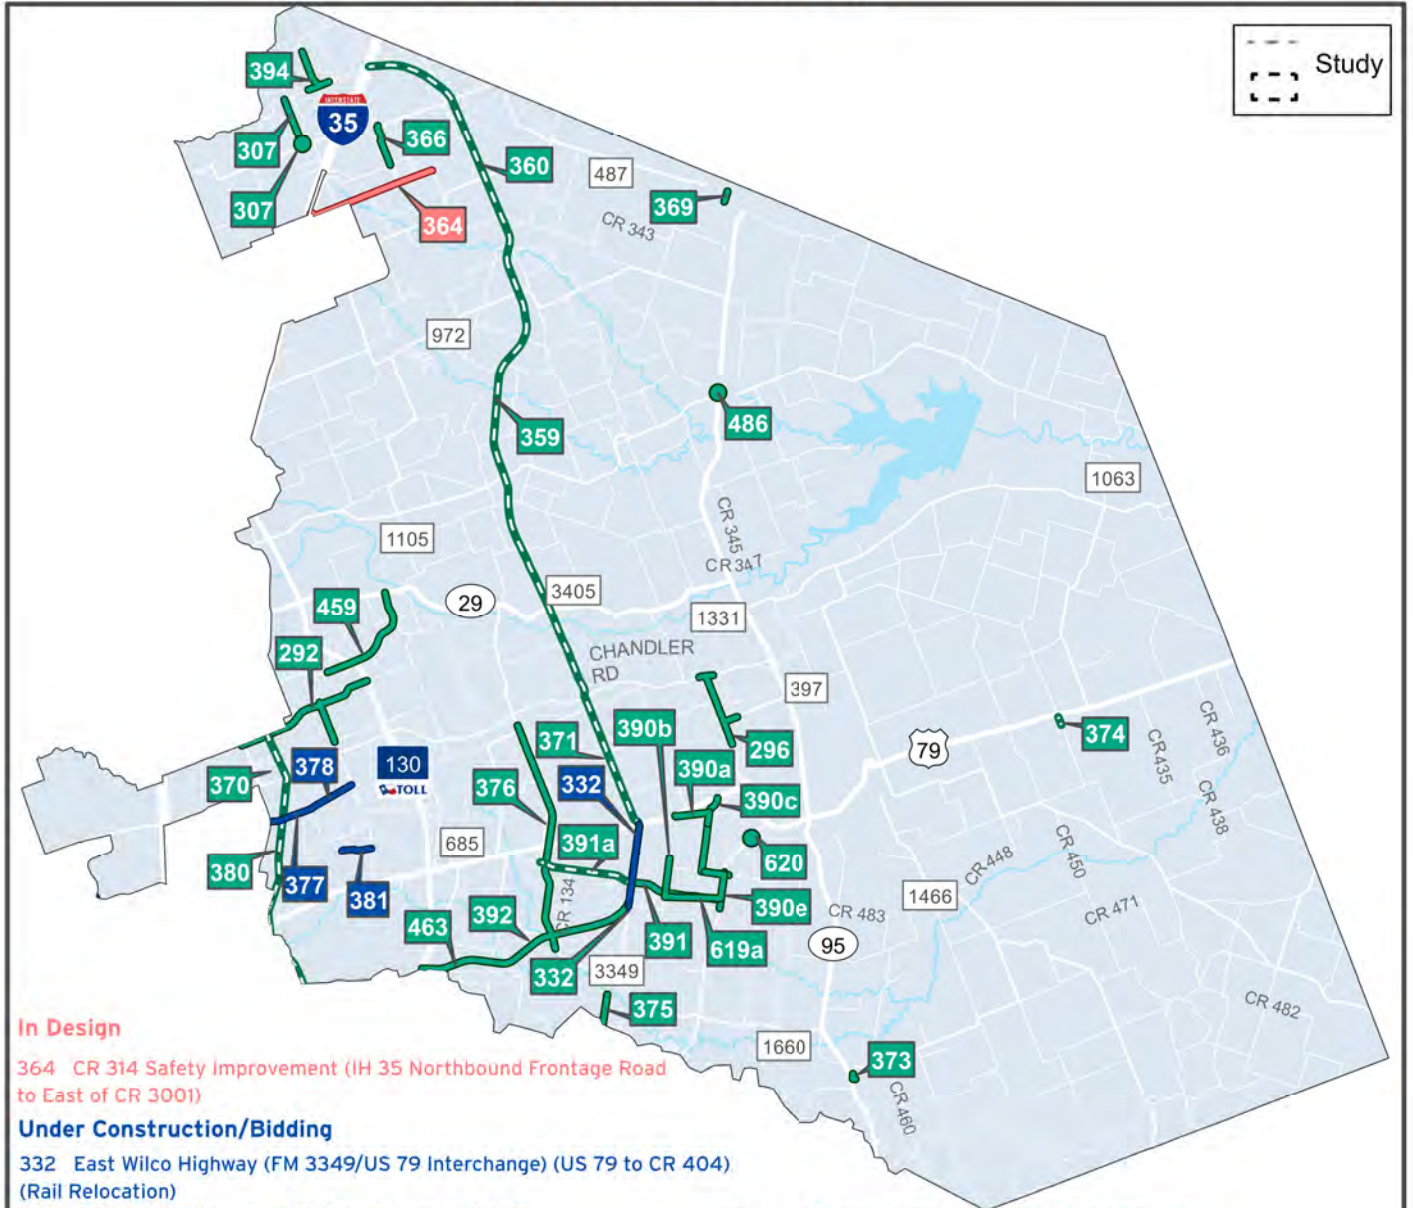 Study
394
INTERSTATE
35
307
366
360
487
307
369
364
CR 343
972
486
359
1063
CR 345
1105
CR 347
3405
29
459
1331
CHANDLER
RD
292
397
390b
371
296
CR 436
79
374
CR435
378
130
TOLL
390a
370
332
390c
376
CR 438
685
391a
620
CR 450
CR 448
380
377
381
1466
CR 134
390e
CR 471
CR 483
463
392
391
619a
95
332
3349
CR 482
375
1660
373
CR 460
In Design
364 CR 314 Safety Improvement (IH 35 Northbound Frontage Road
to East of CR 3001)
Under Construction/Bidding
332 East Wilco Highway (FM 3349/US 79 Interchange) (US 79 to CR 404)
(Rail Relocation)